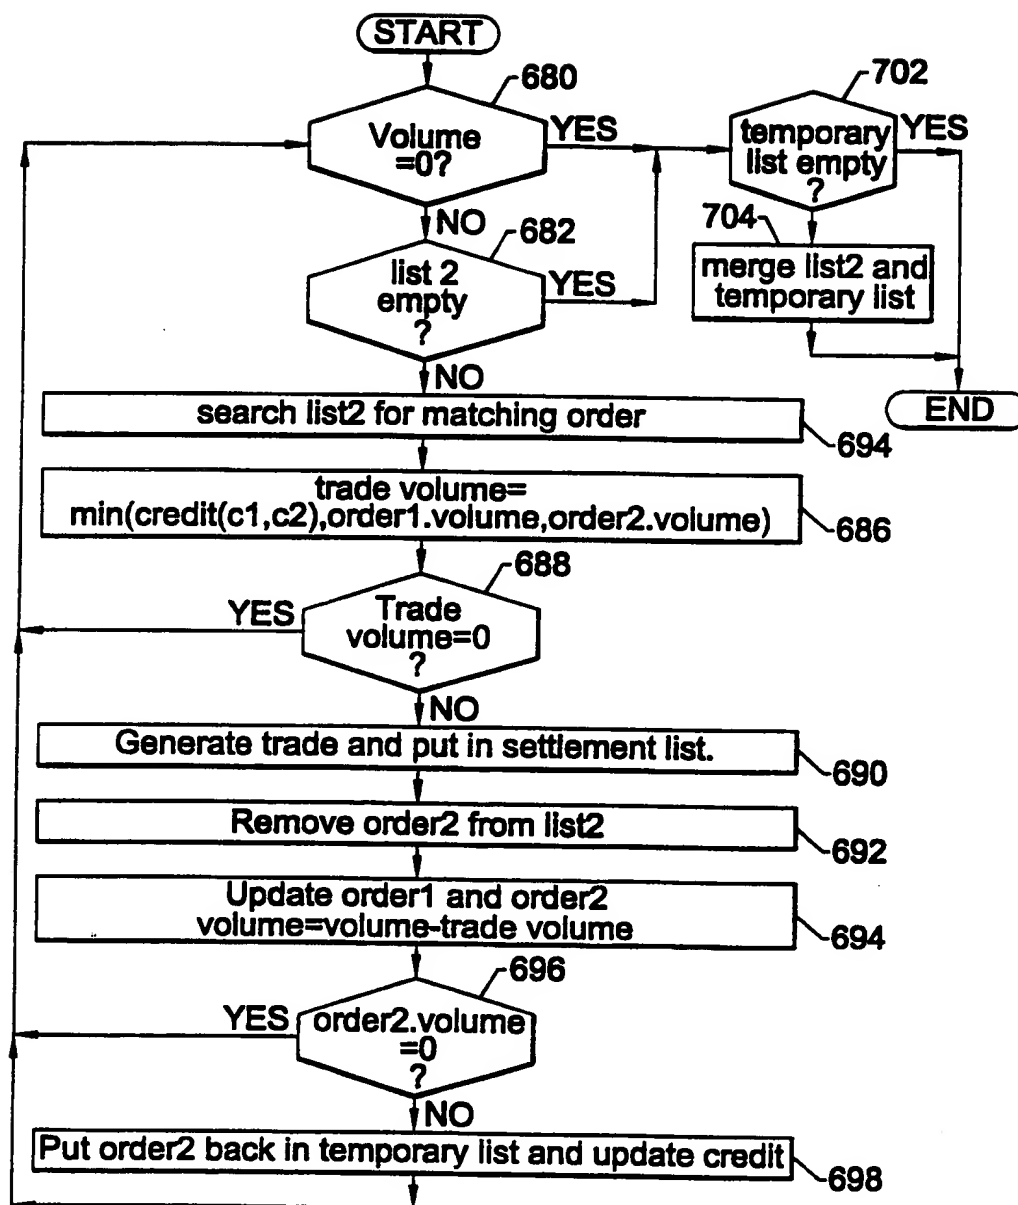 START
680
Volume
=0?
YES
NO
702
temporary
list empty
?
YES
682
list 2
empty
?
YES
NO
704
merge list2 and
temporary list
END
search list2 for matching order
694
trade volume=
min(credit(c1,c2),order1.volume,order2.volume)
686
688
Trade
volume=0
?
YES
NO
Generate trade and put in settlement list.
690
Remove order2 from list2
692
Update order1 and order2
volume=volume-trade volume
694
696
order2.volume
=0
?
YES
NO
Put order2 back in temporary list and update credit
698